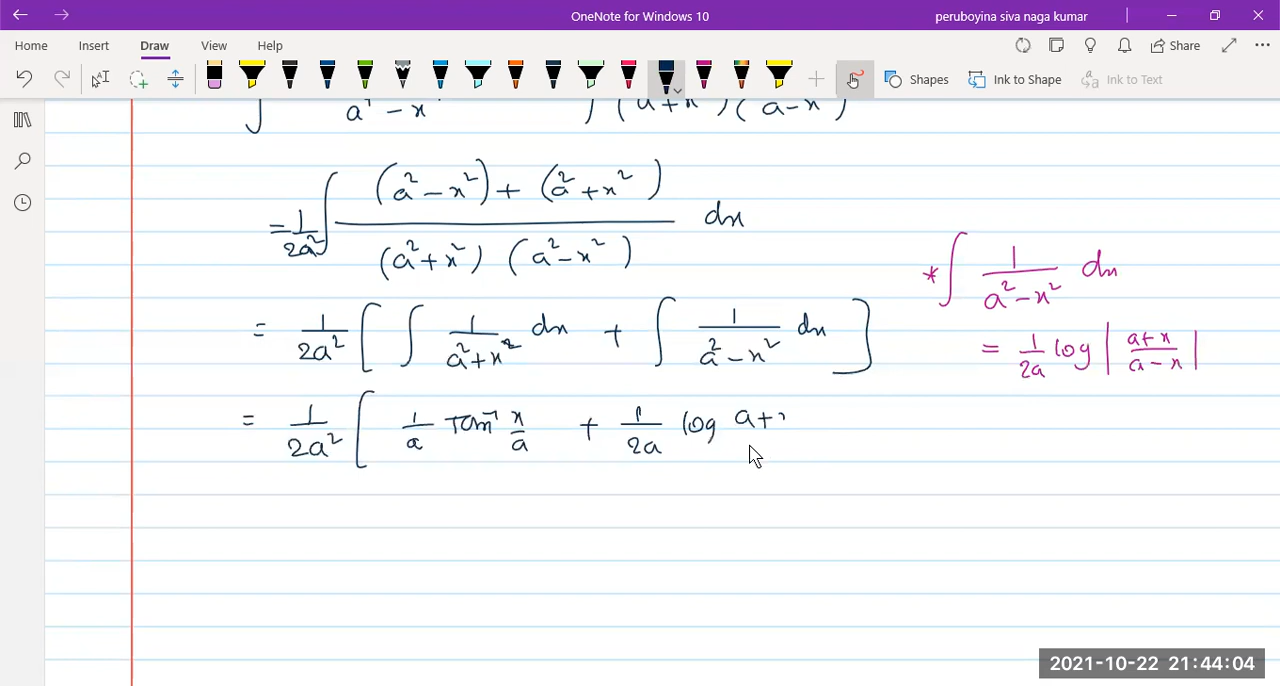 OneNote for Windows 10
peruboyina siva naga kumar
Home Insert Draw View Help Share
Shapes Ink to Shape Ink to Text
a² - x²
= 1/2a² ∫ (a² - x²) + (a² + x²) / (a² + x²) (a² - x²) dx
= 1/2a² [ ∫ 1/a² + x² dx + ∫ 1/a² - x² dx ]
= 1/2a² [ 1/a Tan⁻¹ x/a + 1/2a log a+
* ∫ 1/a² - x² dx
= 1/2a log | a+x / a-x |
2021-10-22 21:44:04